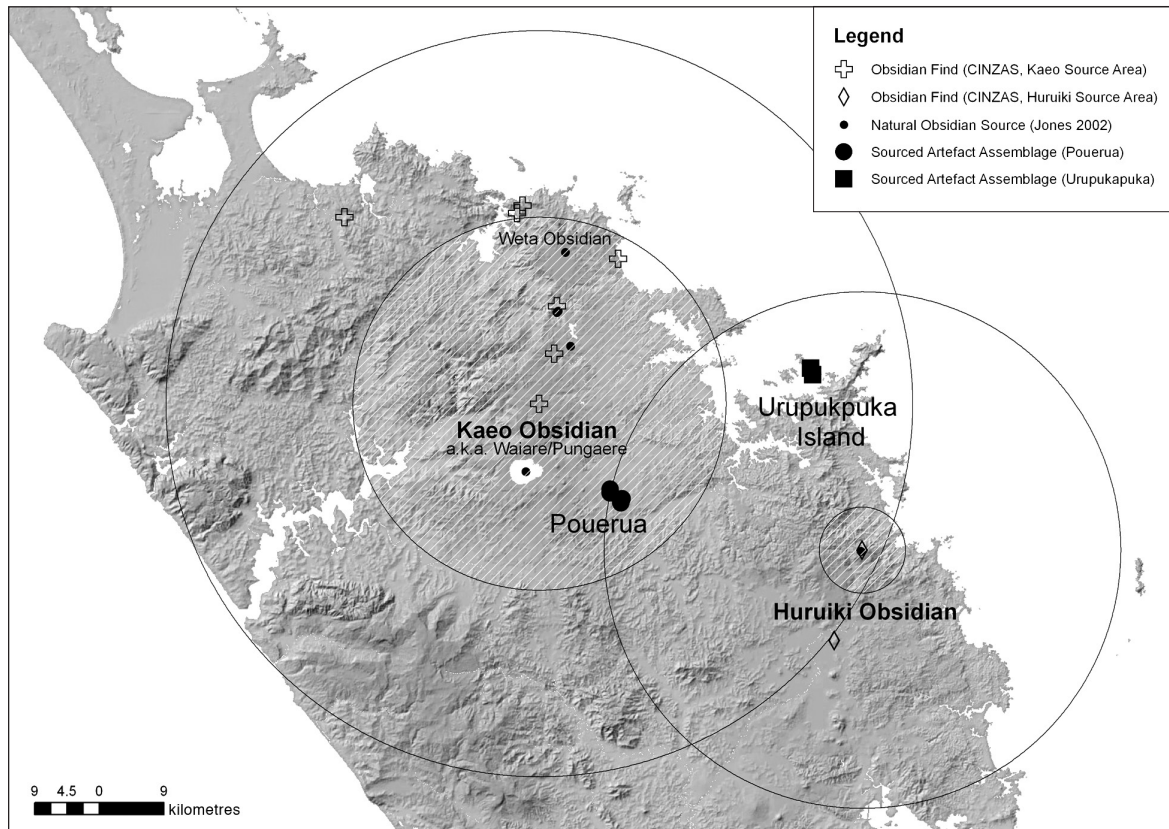 Legend
Obsidian Find (CINZAS, Kaeo Source Area)
Obsidian Find (CINZAS, Huruiki Source Area)
Natural Obsidian Source (Jones 2002)
Sourced Artefact Assemblage (Pouerua)
Sourced Artefact Assemblage (Urupukapuka)
Weta Obsidian
Urupukpuka
Island
Kaeo Obsidian
a.k.a. Waiare/Pungaere
Pouerua
Huruiki Obsidian
9 4.5 0 9
kilometres